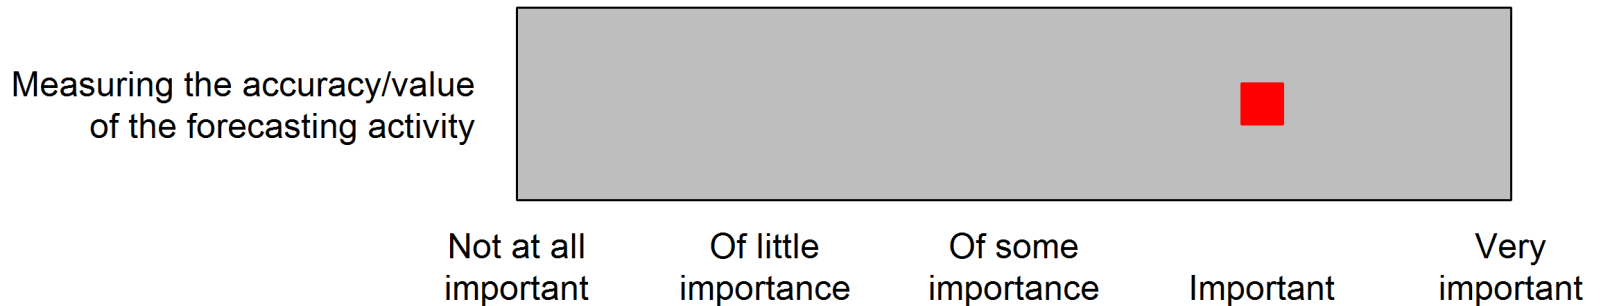 Measuring the accuracy/value
of the forecasting activity
Not at all
important
Of little
importance
Of some
importance
Important
Very
important